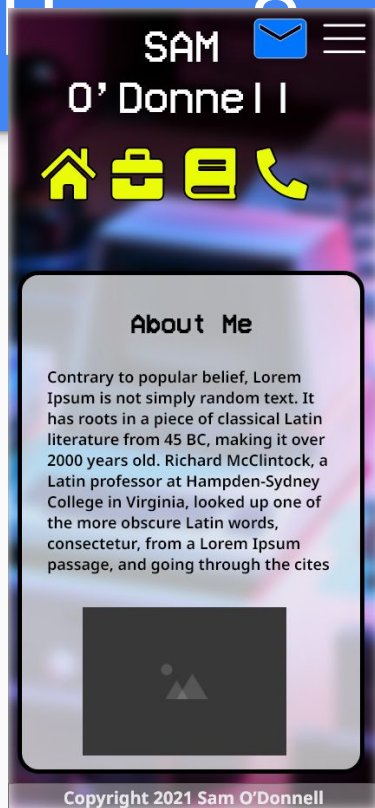 SAM
O’Donnell
About Me
Contrary to popular belief, Lorem
Ipsum is not simply random text. It
has roots in a piece of classical Latin
literature from 45 BC, making it over
2000 years old. Richard McClintock, a
Latin professor at Hampden-Sydney
College in Virginia, looked up one of
the more obscure Latin words,
consectetur, from a Lorem Ipsum
passage, and going through the cites
Copyright 2021 Sam O’Donnell